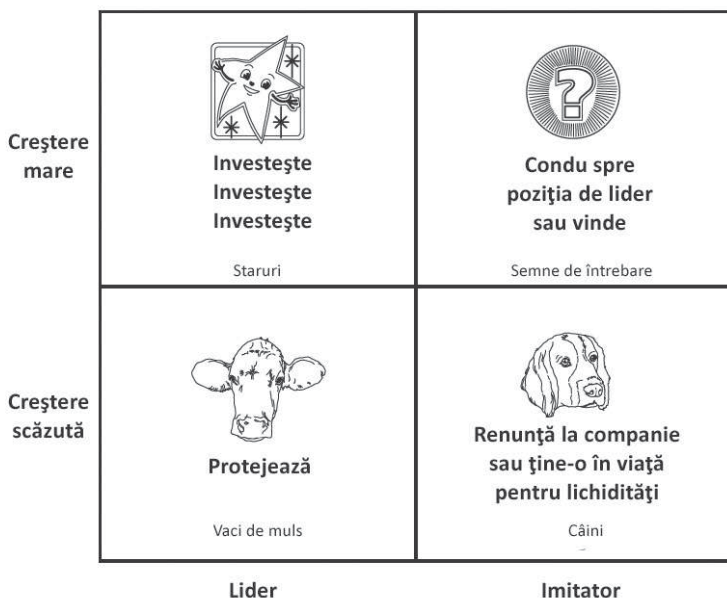 Creştere
mare
Investeşte
Investeşte
Investeşte
Staruri
?
Condu spre
poziţia de lider
sau vinde
Semne de întrebare
Creştere
scăzută
Protejează
Vaci de muls
Renunţă la companie
sau ţine-o în viaţă
pentru lichidităţi
Câini
Lider
Imitator